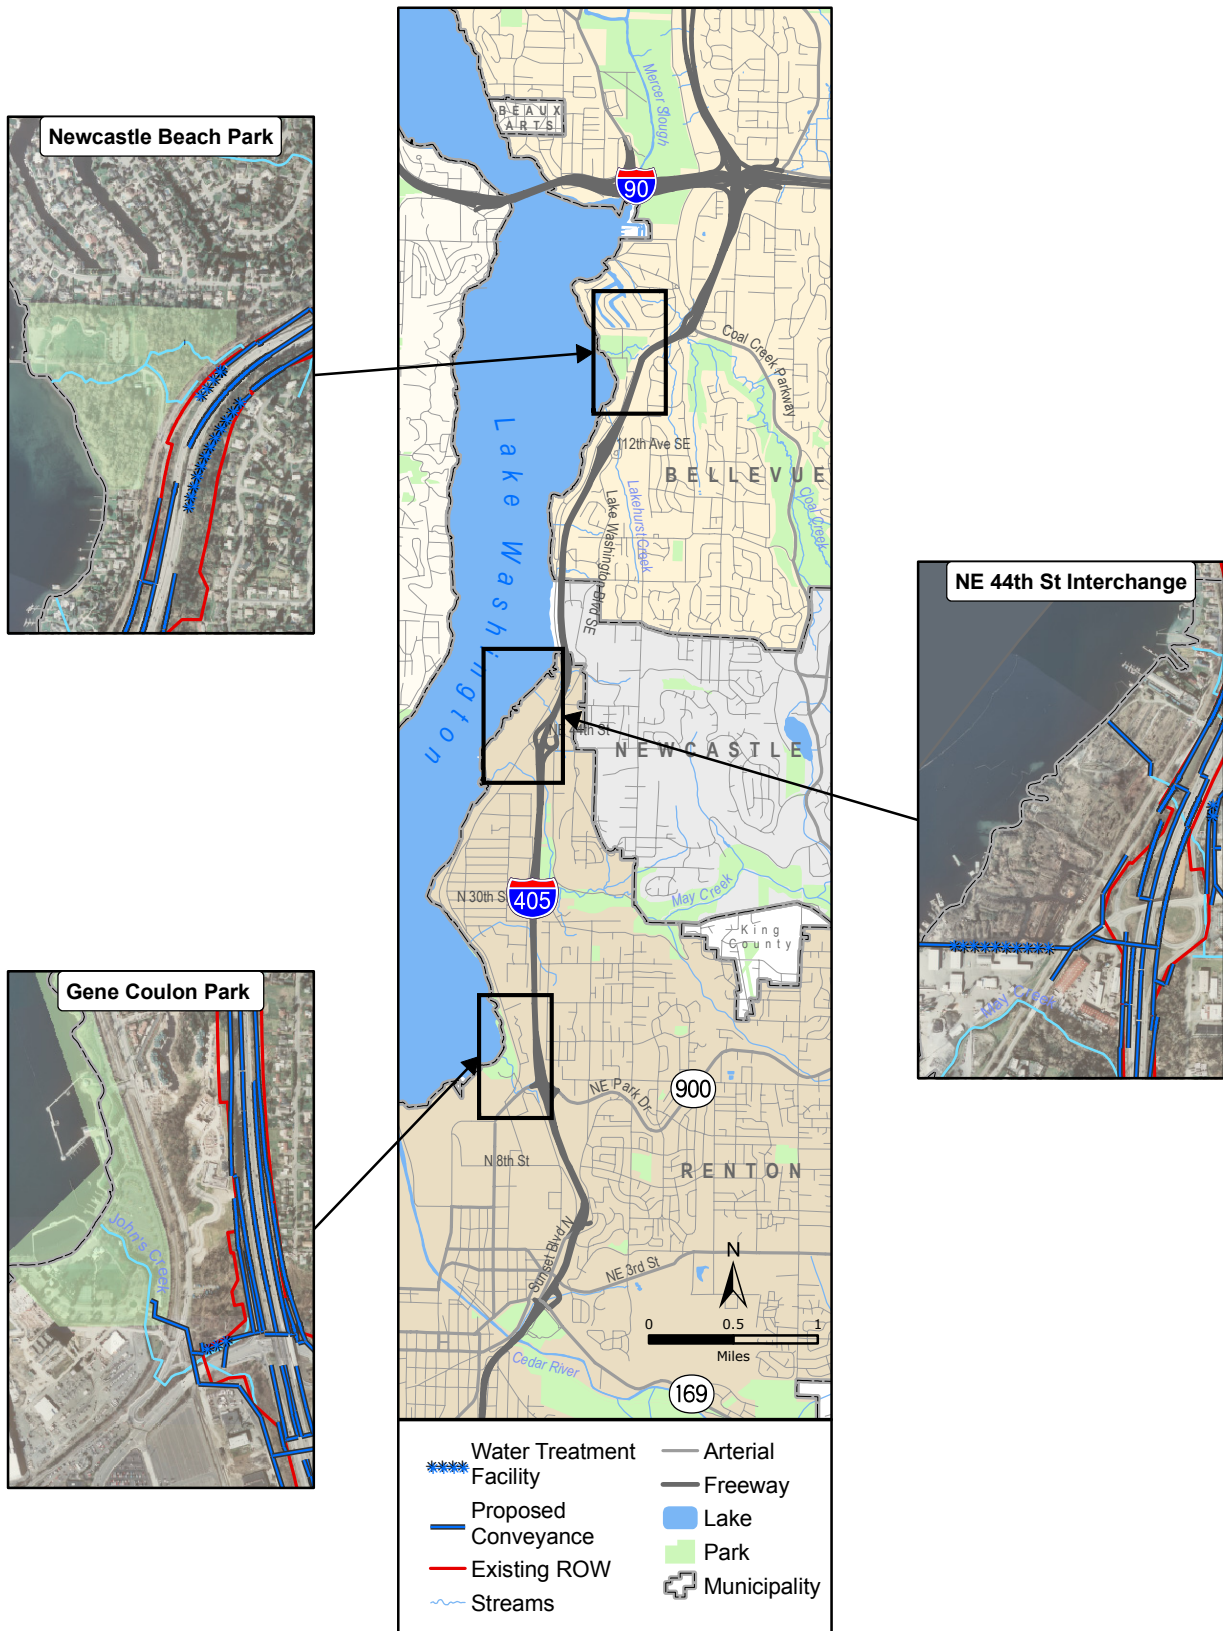 Newcastle Beach Park
Gene Coulon Park
John's Creek
BEAUX
ARTS
Mercer Slough
90
Coal Creek Parkway
112th Ave SE
BELLEVUE
Lakehurst Creek
Coal Creek
Lake Washington Blvd SE
Lake Washington
NE 44th St
NEWCASTLE
N 30th St
405
May Creek
King
County
NE Park Dr
900
N 8th St
RENTON
Sunset Blvd N
NE 3rd St
N
0 0.5 1
Miles
Cedar River
169
NE 44th St Interchange
May Creek
Water Treatment
Facility
Proposed
Conveyance
Existing ROW
Streams
Arterial
Freeway
Lake
Park
Municipality